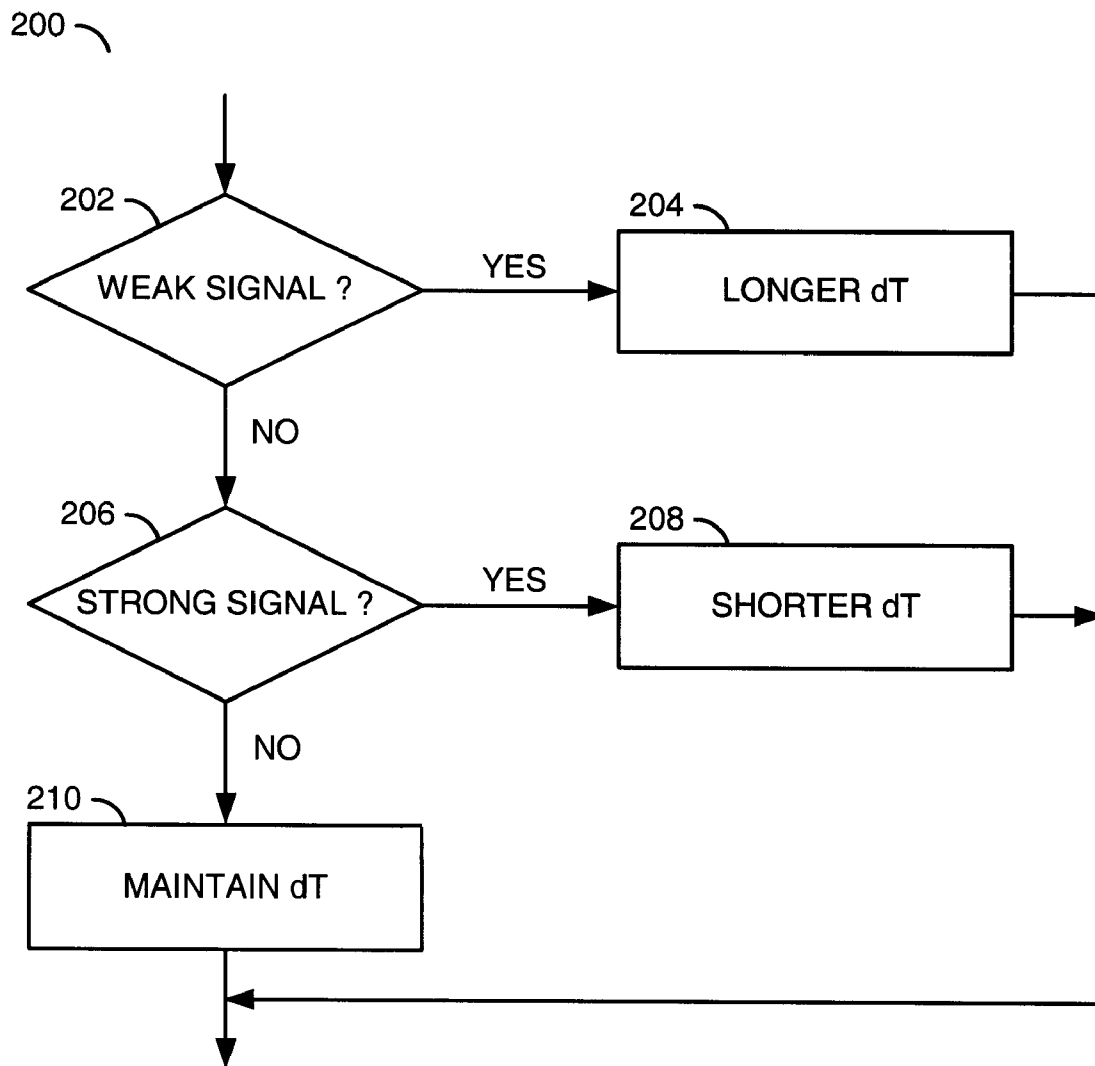 200
202
WEAK SIGNAL ?
YES
204
LONGER dT
NO
206
STRONG SIGNAL ?
YES
208
SHORTER dT
NO
210
MAINTAIN dT